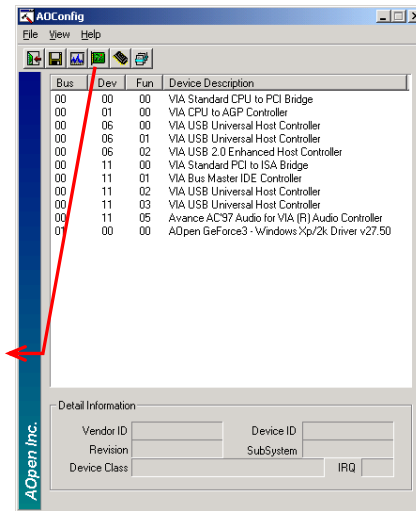 AOConfig
File View Help
Bus Dev Fun Device Description
00 00 00 VIA Standard CPU to PCI Bridge
00 01 00 VIA CPU to AGP Controller
00 06 00 VIA USB Universal Host Controller
00 06 01 VIA USB Universal Host Controller
00 06 02 VIA USB 2.0 Enhanced Host Controller
00 11 00 VIA Standard PCI to ISA Bridge
00 11 01 VIA Bus Master IDE Controller
00 11 02 VIA USB Universal Host Controller
00 11 03 VIA USB Universal Host Controller
00 11 05 Avance AC'97 Audio for VIA (R) Audio Controller
01 00 00 AOpen GeForce3 - Windows Xp/2k Driver v27.50
Detail Information
Vendor ID Device ID
Revision SubSystem
Device Class IRQ
AOpen Inc.